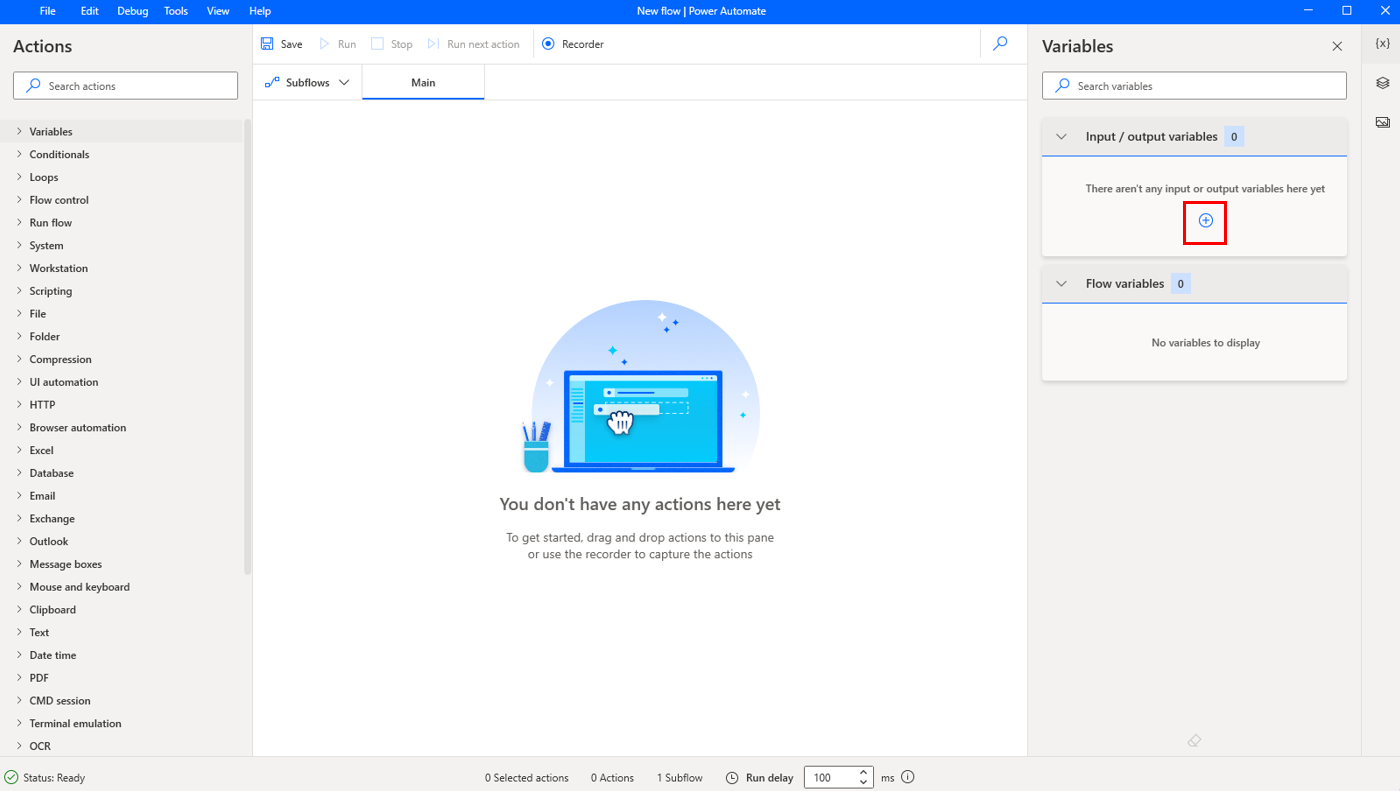 File Edit Debug Tools View Help
New flow | Power Automate
Actions
Search actions
Variables
Conditionals
Loops
Flow control
Run flow
System
Workstation
Scripting
File
Folder
Compression
UI automation
HTTP
Browser automation
Excel
Database
Email
Exchange
Outlook
Message boxes
Mouse and keyboard
Clipboard
Text
Date time
PDF
CMD session
Terminal emulation
OCR
Save Run Stop Run next action Recorder
Subflows Main
You don't have any actions here yet
To get started, drag and drop actions to this pane
or use the recorder to capture the actions
Variables
Search variables
Input / output variables 0
There aren't any input or output variables here yet
Flow variables 0
No variables to display
{x}
Status: Ready
0 Selected actions 0 Actions 1 Subflow Run delay 100 ms